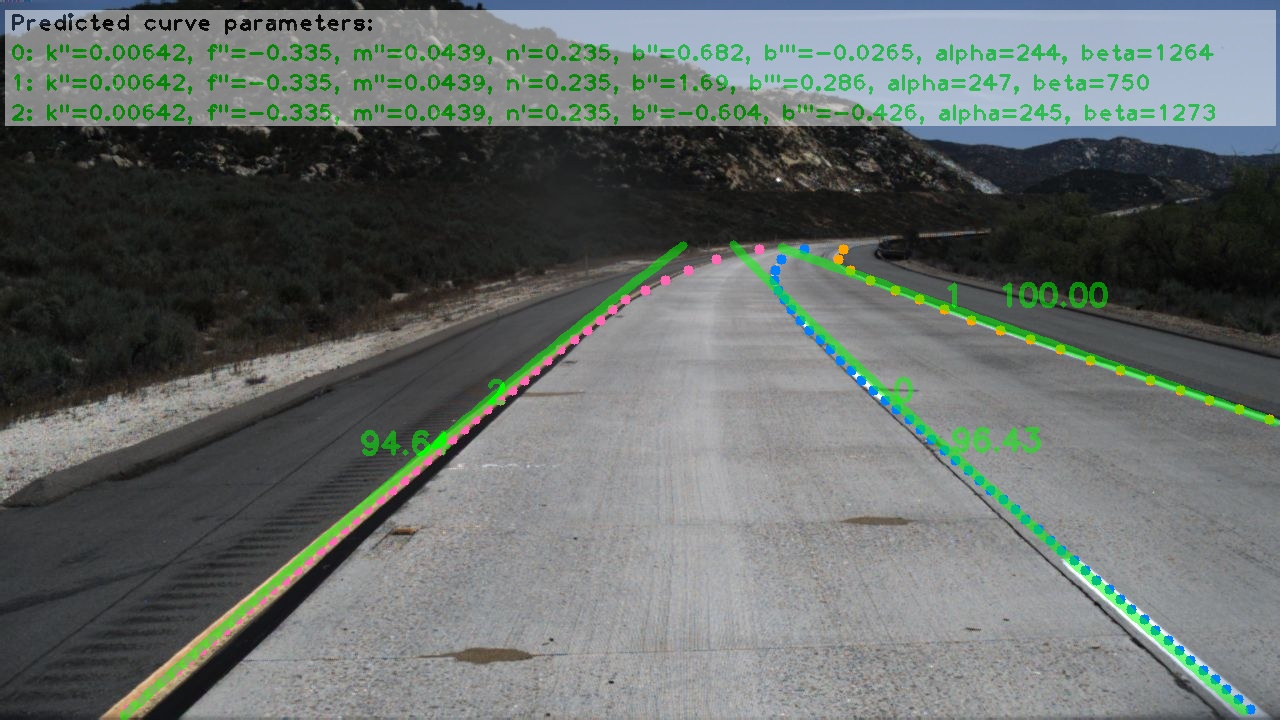 Predicted curve parameters:
0: k''=0.00642, f''=-0.335, m''=0.0439, n'=0.235, b''=0.682, b'''=-0.0265, alpha=244, beta=1264
1: k''=0.00642, f''=-0.335, m''=0.0439, n'=0.235, b''=1.69, b'''=0.286, alpha=247, beta=750
2: k''=0.00642, f''=-0.335, m''=0.0439, n'=0.235, b''=-0.604, b'''=-0.426, alpha=245, beta=1273
1 100.00
2 0
96.43